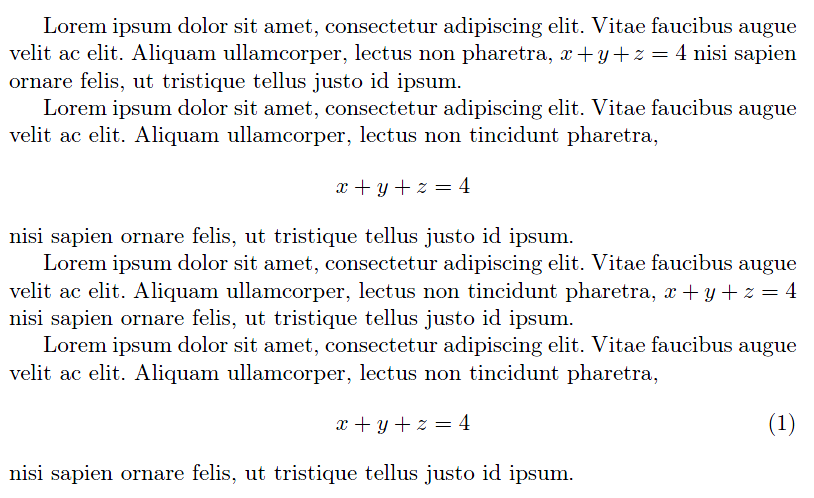 Lorem ipsum dolor sit amet, consectetur adipiscing elit. Vitae faucibus augue
velit ac elit. Aliquam ullamcorper, lectus non pharetra, x + y + z = 4 nisi sapien
ornare felis, ut tristique tellus justo id ipsum.
Lorem ipsum dolor sit amet, consectetur adipiscing elit. Vitae faucibus augue
velit ac elit. Aliquam ullamcorper, lectus non tincidunt pharetra,
x + y + z = 4
nisi sapien ornare felis, ut tristique tellus justo id ipsum.
Lorem ipsum dolor sit amet, consectetur adipiscing elit. Vitae faucibus augue
velit ac elit. Aliquam ullamcorper, lectus non tincidunt pharetra, x + y + z = 4
nisi sapien ornare felis, ut tristique tellus justo id ipsum.
Lorem ipsum dolor sit amet, consectetur adipiscing elit. Vitae faucibus augue
velit ac elit. Aliquam ullamcorper, lectus non tincidunt pharetra,
x + y + z = 4 (1)
nisi sapien ornare felis, ut tristique tellus justo id ipsum.